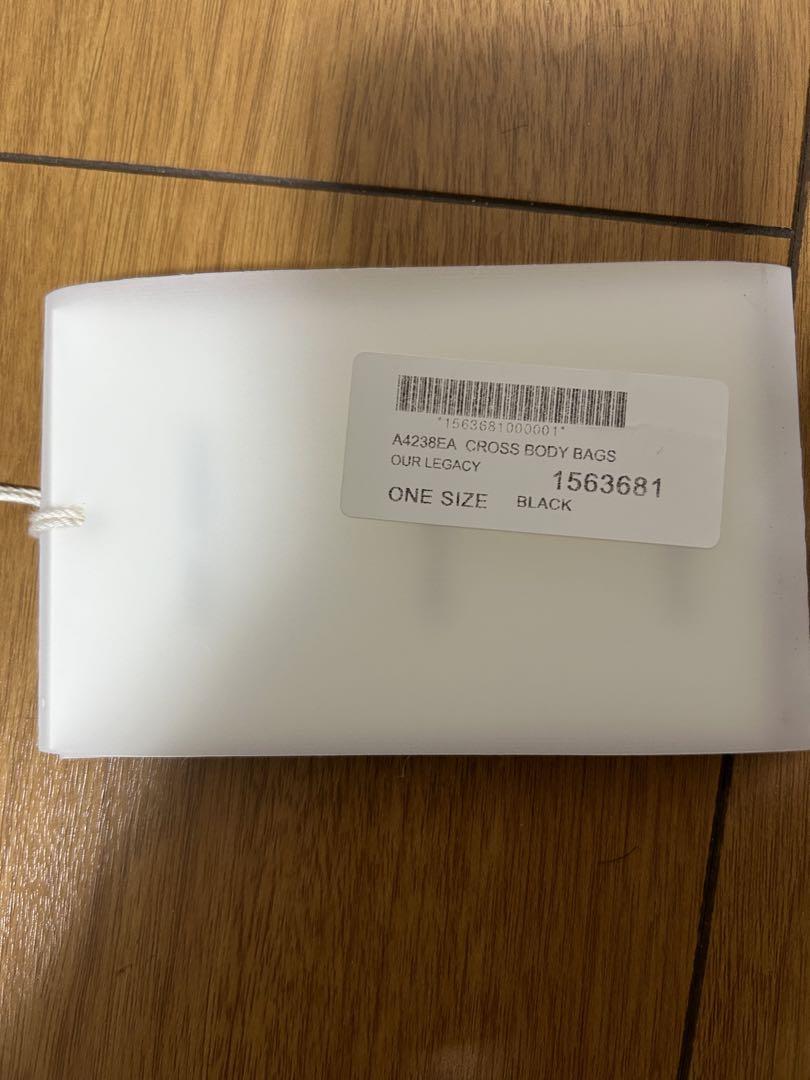 *1563681000001*
A4238EA CROSS BODY BAGS
OUR LEGACY 1563681
ONE SIZE BLACK